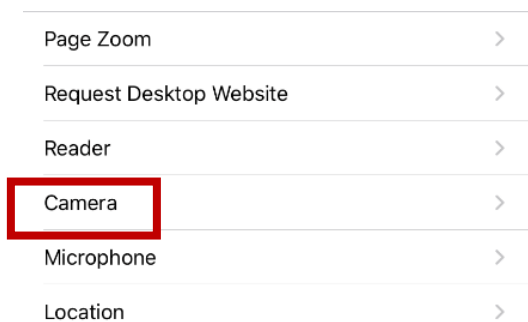 Page Zoom
Request Desktop Website
Reader
Camera
Microphone
Location